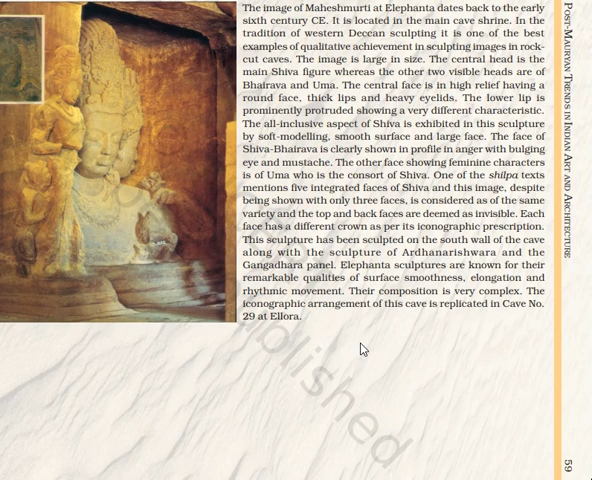 The image of Maheshmurti at Elephanta dates back to the early
sixth century CE. It is located in the main cave shrine. In the
tradition of western Deccan sculpting it is one of the best
examples of qualitative achievement in sculpting images in rock-
cut caves. The image is large in size. The central head is the
main Shiva figure whereas the other two visible heads are of
Bhairava and Uma. The central face is in high relief having a
round face, thick lips and heavy eyelids. The lower lip is
prominently protruded showing a very different characteristic.
The all-inclusive aspect of Shiva is exhibited in this sculpture
by soft-modelling, smooth surface and large face. The face of
Shiva-Bhairava is clearly shown in profile in anger with bulging
eye and mustache. The other face showing feminine characters
is of Uma who is the consort of Shiva. One of the shilpa texts
mentions five integrated faces of Shiva and this image, despite
being shown with only three faces, is considered as of the same
variety and the top and back faces are deemed as invisible. Each
face has a different crown as per its iconographic prescription.
This sculpture has been sculpted on the south wall of the cave
along with the sculpture of Ardhanarishwara and the
Gangadhara panel. Elephanta sculptures are known for their
remarkable qualities of surface smoothness, elongation and
rhythmic movement. Their composition is very complex. The
iconographic arrangement of this cave is replicated in Cave No.
29 at Ellora.
Post-Mauryan Trends in Indian Art and Architecture
59
published